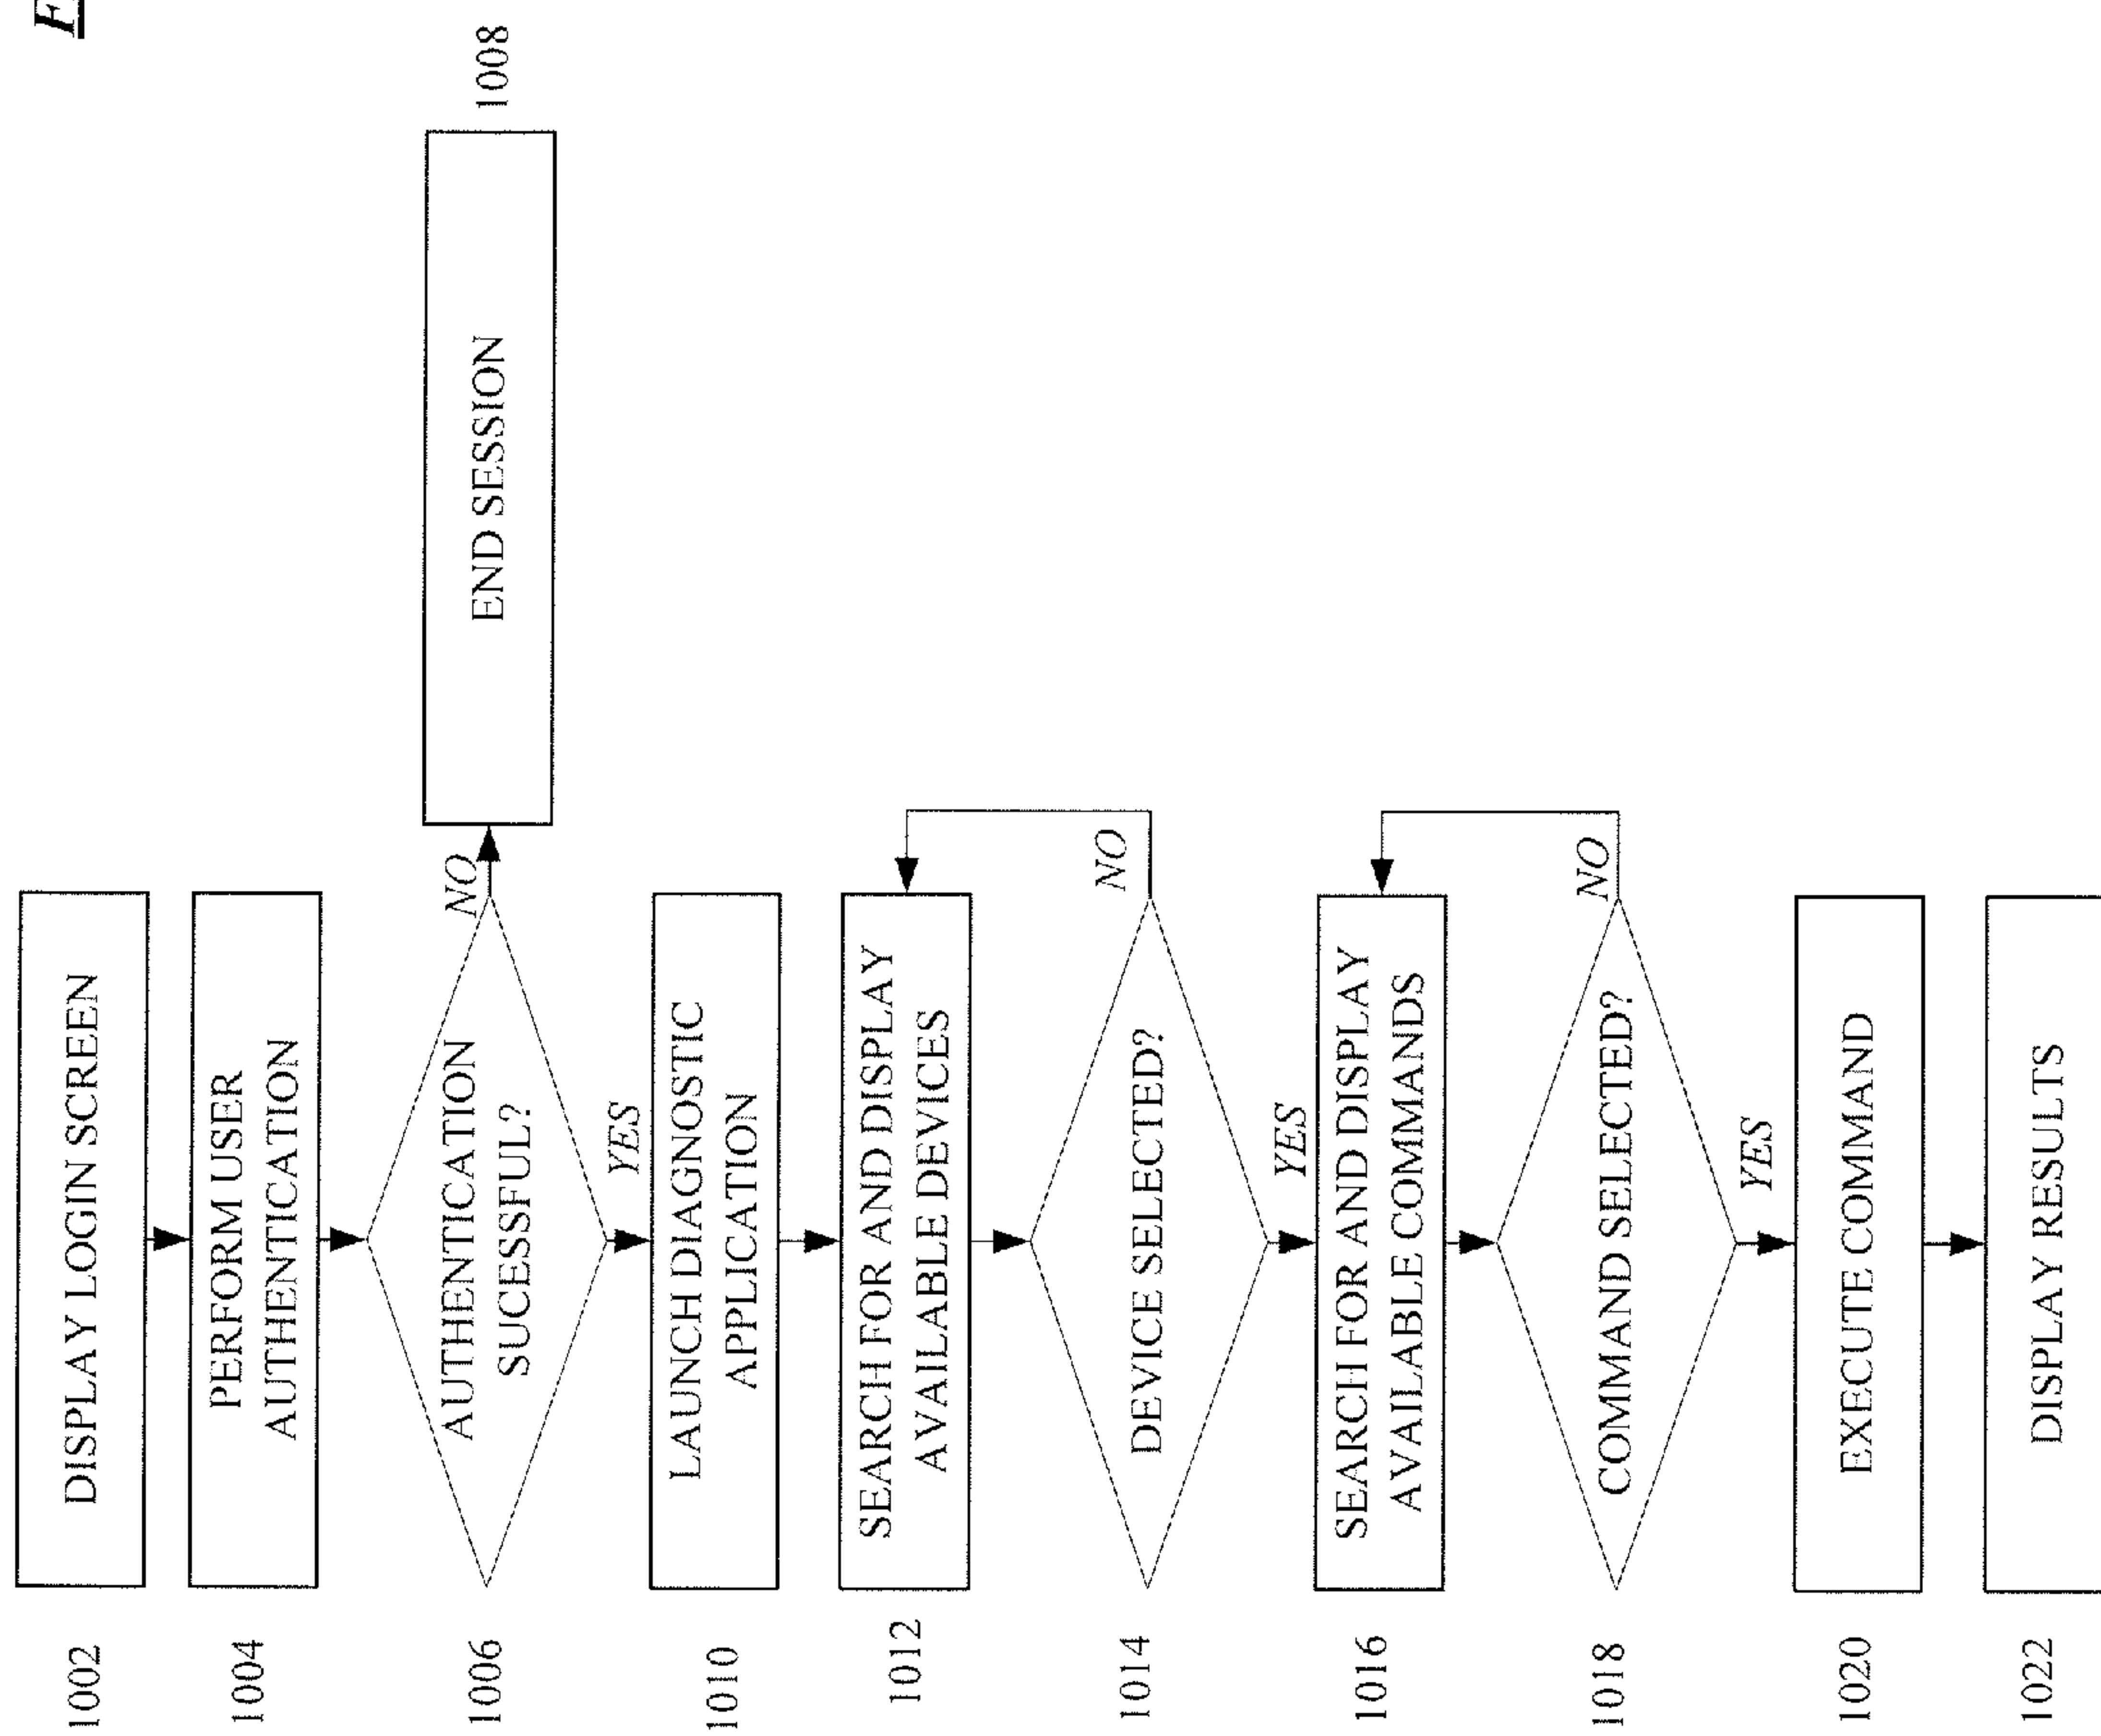 1002
DISPLAY LOGIN SCREEN
1004
PERFORM USER
AUTHENTICATION
1006
AUTHENTICATION
SUCESSFUL?
NO
END SESSION
1008
YES
1010
LAUNCH DIAGNOSTIC
APPLICATION
1012
SEARCH FOR AND DISPLAY
AVAILABLE DEVICES
1014
DEVICE SELECTED?
NO
YES
1016
SEARCH FOR AND DISPLAY
AVAILABLE COMMANDS
1018
COMMAND SELECTED?
NO
YES
1020
EXECUTE COMMAND
1022
DISPLAY RESULTS